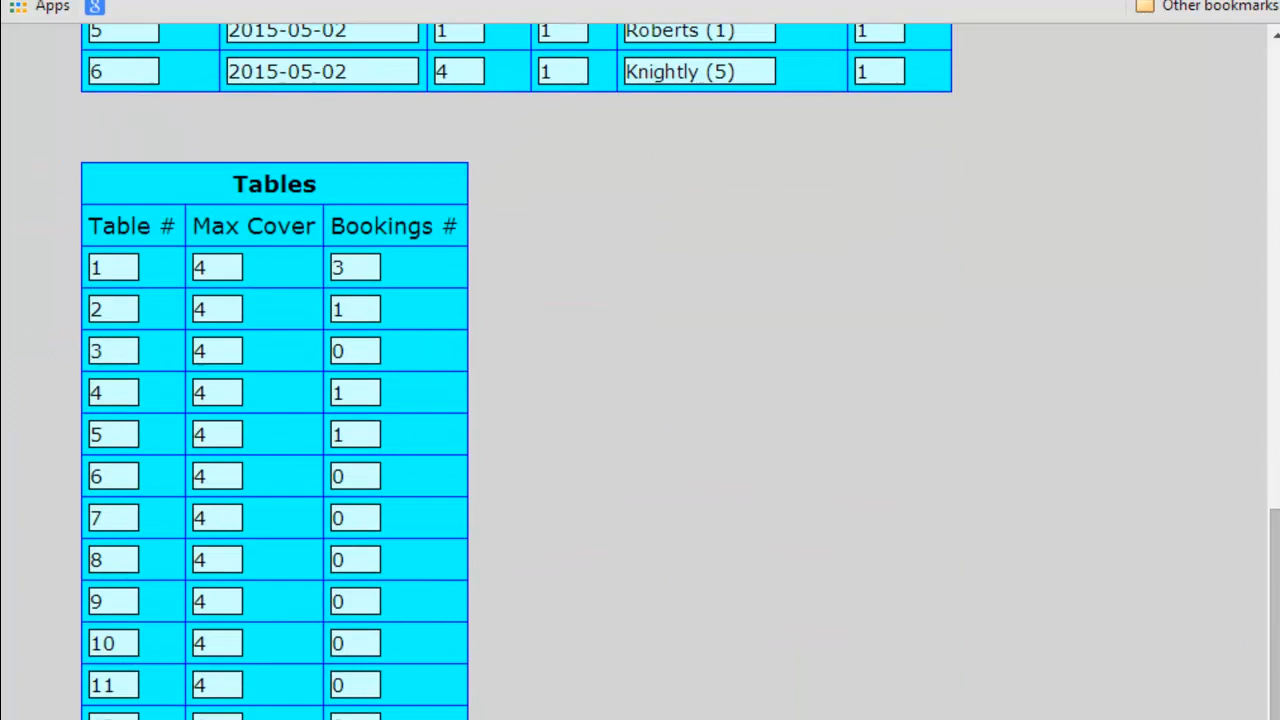 Apps 8 Other bookmarks
5 2015-05-02 1 1 Roberts (1) 1
6 2015-05-02 4 1 Knightly (5) 1
Tables
Table # Max Cover Bookings #
1 4 3
2 4 1
3 4 0
4 4 1
5 4 1
6 4 0
7 4 0
8 4 0
9 4 0
10 4 0
11 4 0